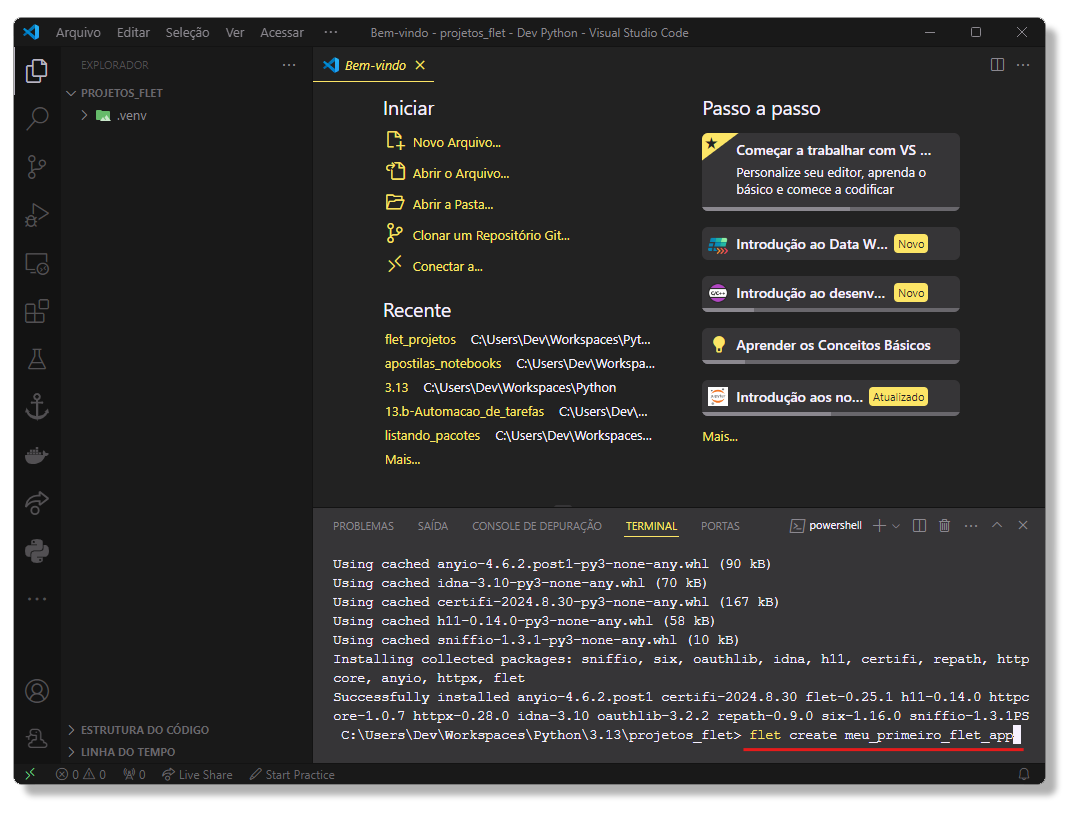 Arquivo Editar Seleção Ver Acessar ··· Bem-vindo - projetos_flet - Dev Python - Visual Studio Code
EXPLORADOR ···
PROJETOS_FLET
.venv
Bem-vindo
Iniciar
Novo Arquivo...
Abrir o Arquivo...
Abrir a Pasta...
Clonar um Repositório Git...
Conectar a...
Recente
flet_projetos C:\Users\Dev\Workspaces\Pyt...
apostilas_notebooks C:\Users\Dev\Workspa...
3.13 C:\Users\Dev\Workspaces\Python
13.b-Automacao_de_tarefas C:\Users\Dev\...
listando_pacotes C:\Users\Dev\Workspaces...
Mais...
Passo a passo
Começar a trabalhar com VS ...
Personalize seu editor, aprenda o
básico e comece a codificar
Introdução ao Data W... Novo
C/C++ Introdução ao desenv... Novo
Aprender os Conceitos Básicos
Introdução aos no... Atualizado
Mais...
PROBLEMAS SAÍDA CONSOLE DE DEPURAÇÃO TERMINAL PORTAS powershell
Using cached anyio-4.6.2.post1-py3-none-any.whl (90 kB)
Using cached idna-3.10-py3-none-any.whl (70 kB)
Using cached certifi-2024.8.30-py3-none-any.whl (167 kB)
Using cached h11-0.14.0-py3-none-any.whl (58 kB)
Using cached sniffio-1.3.1-py3-none-any.whl (10 kB)
Installing collected packages: sniffio, six, oauthlib, idna, h11, certifi, repath, http
core, anyio, httpx, flet
Successfully installed anyio-4.6.2.post1 certifi-2024.8.30 flet-0.25.1 h11-0.14.0 httpc
ore-1.0.7 httpx-0.28.0 idna-3.10 oauthlib-3.2.2 repath-0.9.0 six-1.16.0 sniffio-1.3.1PS
C:\Users\Dev\Workspaces\Python\3.13\projetos_flet> flet create meu_primeiro_flet_app
ESTRUTURA DO CÓDIGO
LINHA DO TEMPO
0 0 0 Live Share Start Practice